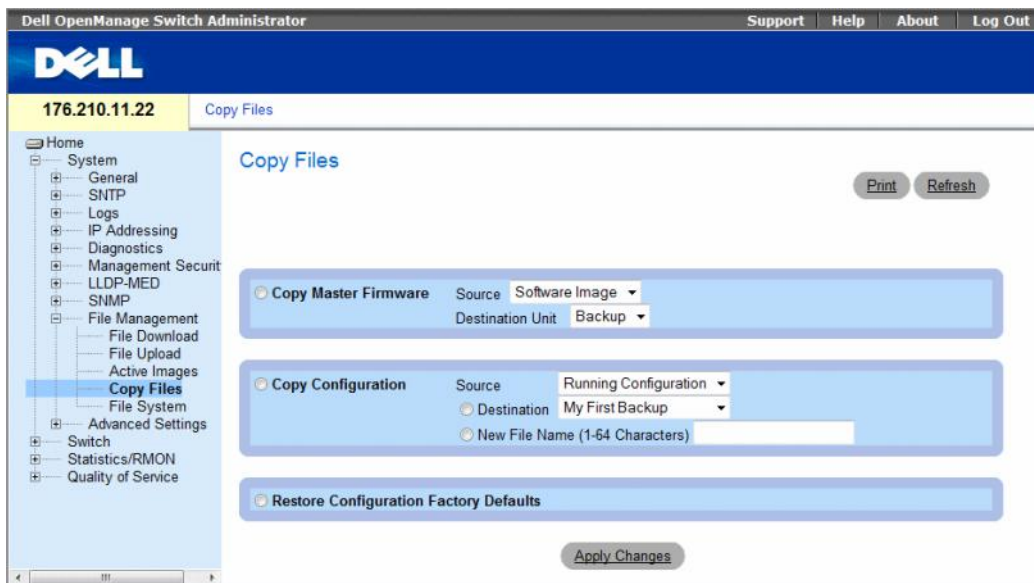 Dell OpenManage Switch Administrator
Support Help About Log Out
DELL
176.210.11.22
Copy Files
Home
System
General
SNTP
Logs
IP Addressing
Diagnostics
Management Securit
LLDP-MED
SNMP
File Management
File Download
File Upload
Active Images
Copy Files
File System
Advanced Settings
Switch
Statistics/RMON
Quality of Service
Copy Files
Print Refresh
Copy Master Firmware Source Software Image
Destination Unit Backup
Copy Configuration Source Running Configuration
Destination My First Backup
New File Name (1-64 Characters)
Restore Configuration Factory Defaults
Apply Changes